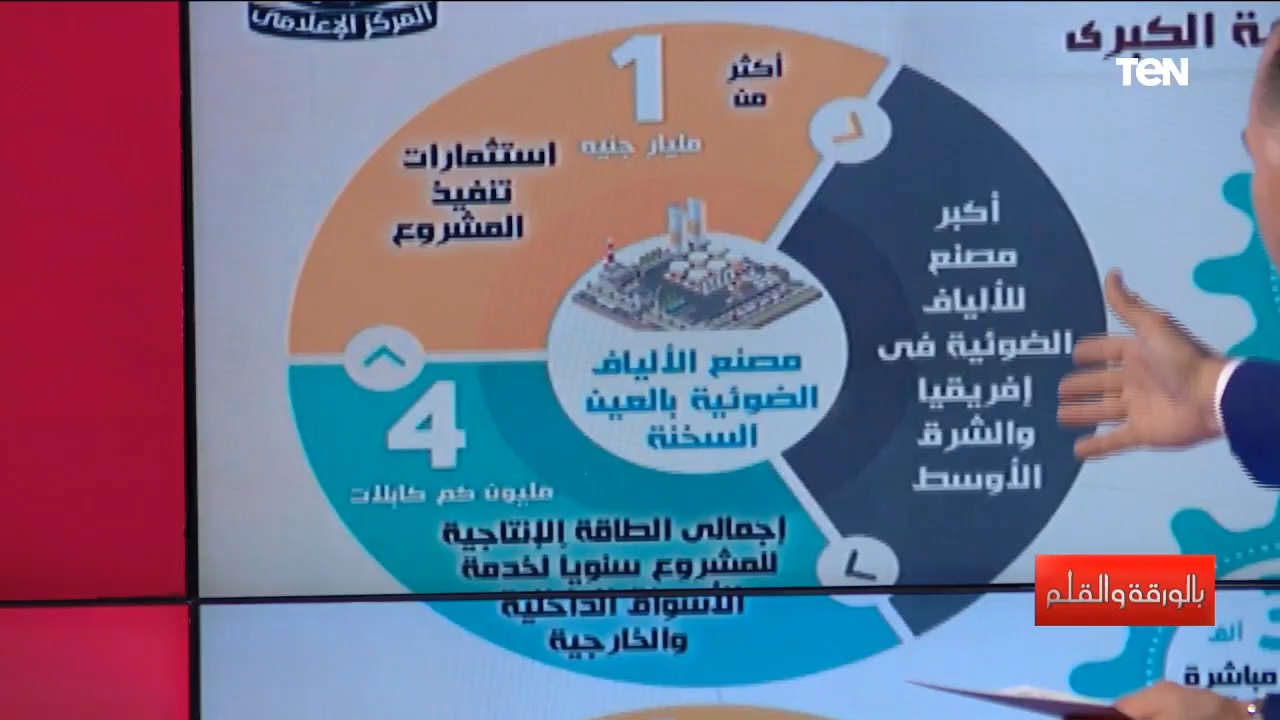 المركز الإعلامى
ة الكبرى
TEN
أكثر
من
1
مليار جنيه
استثمارات
تنفيذ
المشروع
أكبر
مصنع
للألياف
الضوئية فى
إفريقيا
والشرق
الأوسط
مصنع الألياف
الضوئية بالعين
السخنة
4
مليون كم كابلات
إجمالى الطاقة الإنتاجية
للمشروع سنوياً لخدمة
الأسواق الداخلية
والخارجية
بالورقة والقلم
ألف
مباشرة